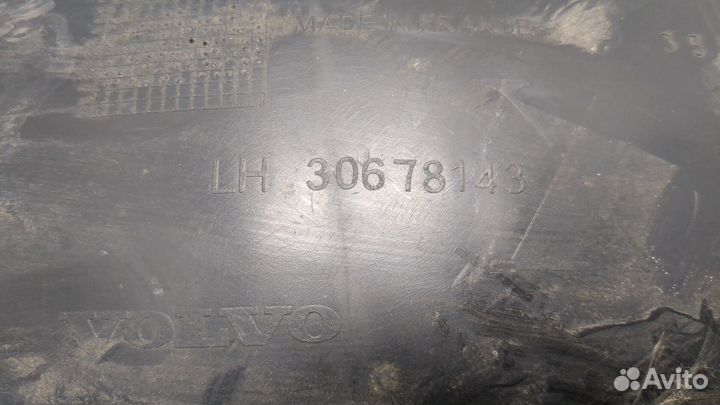 MADE IN FRANCE
LH 30678143
VOLVO
Avito